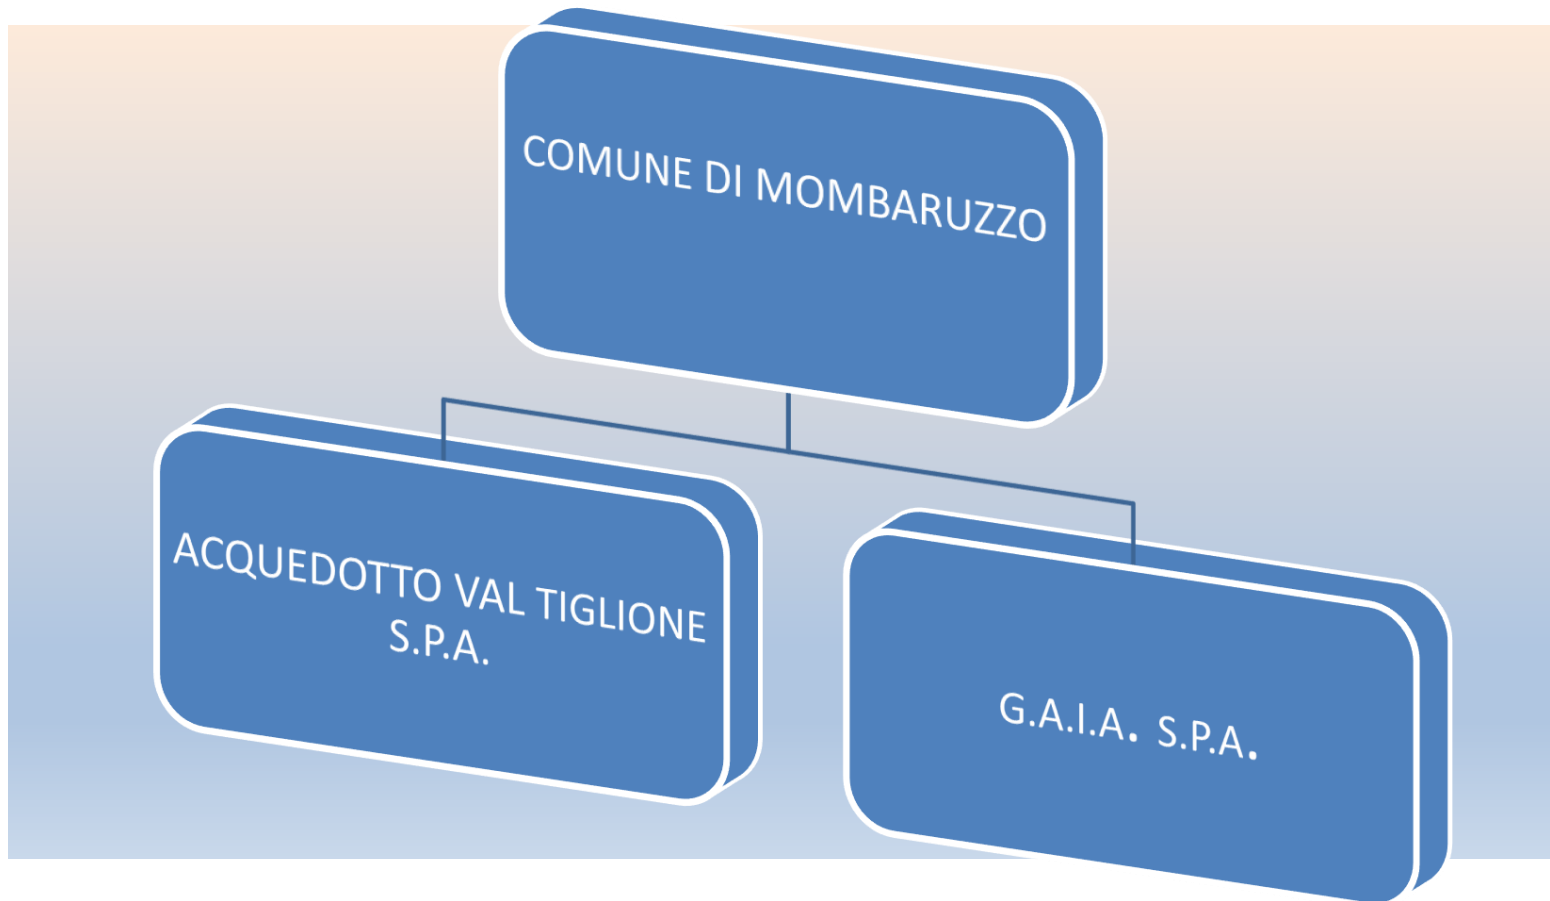 COMUNE DI MOMBARUZZO
ACQUEDOTTO VAL TIGLIONE
S.P.A.
G.A.I.A. S.P.A.